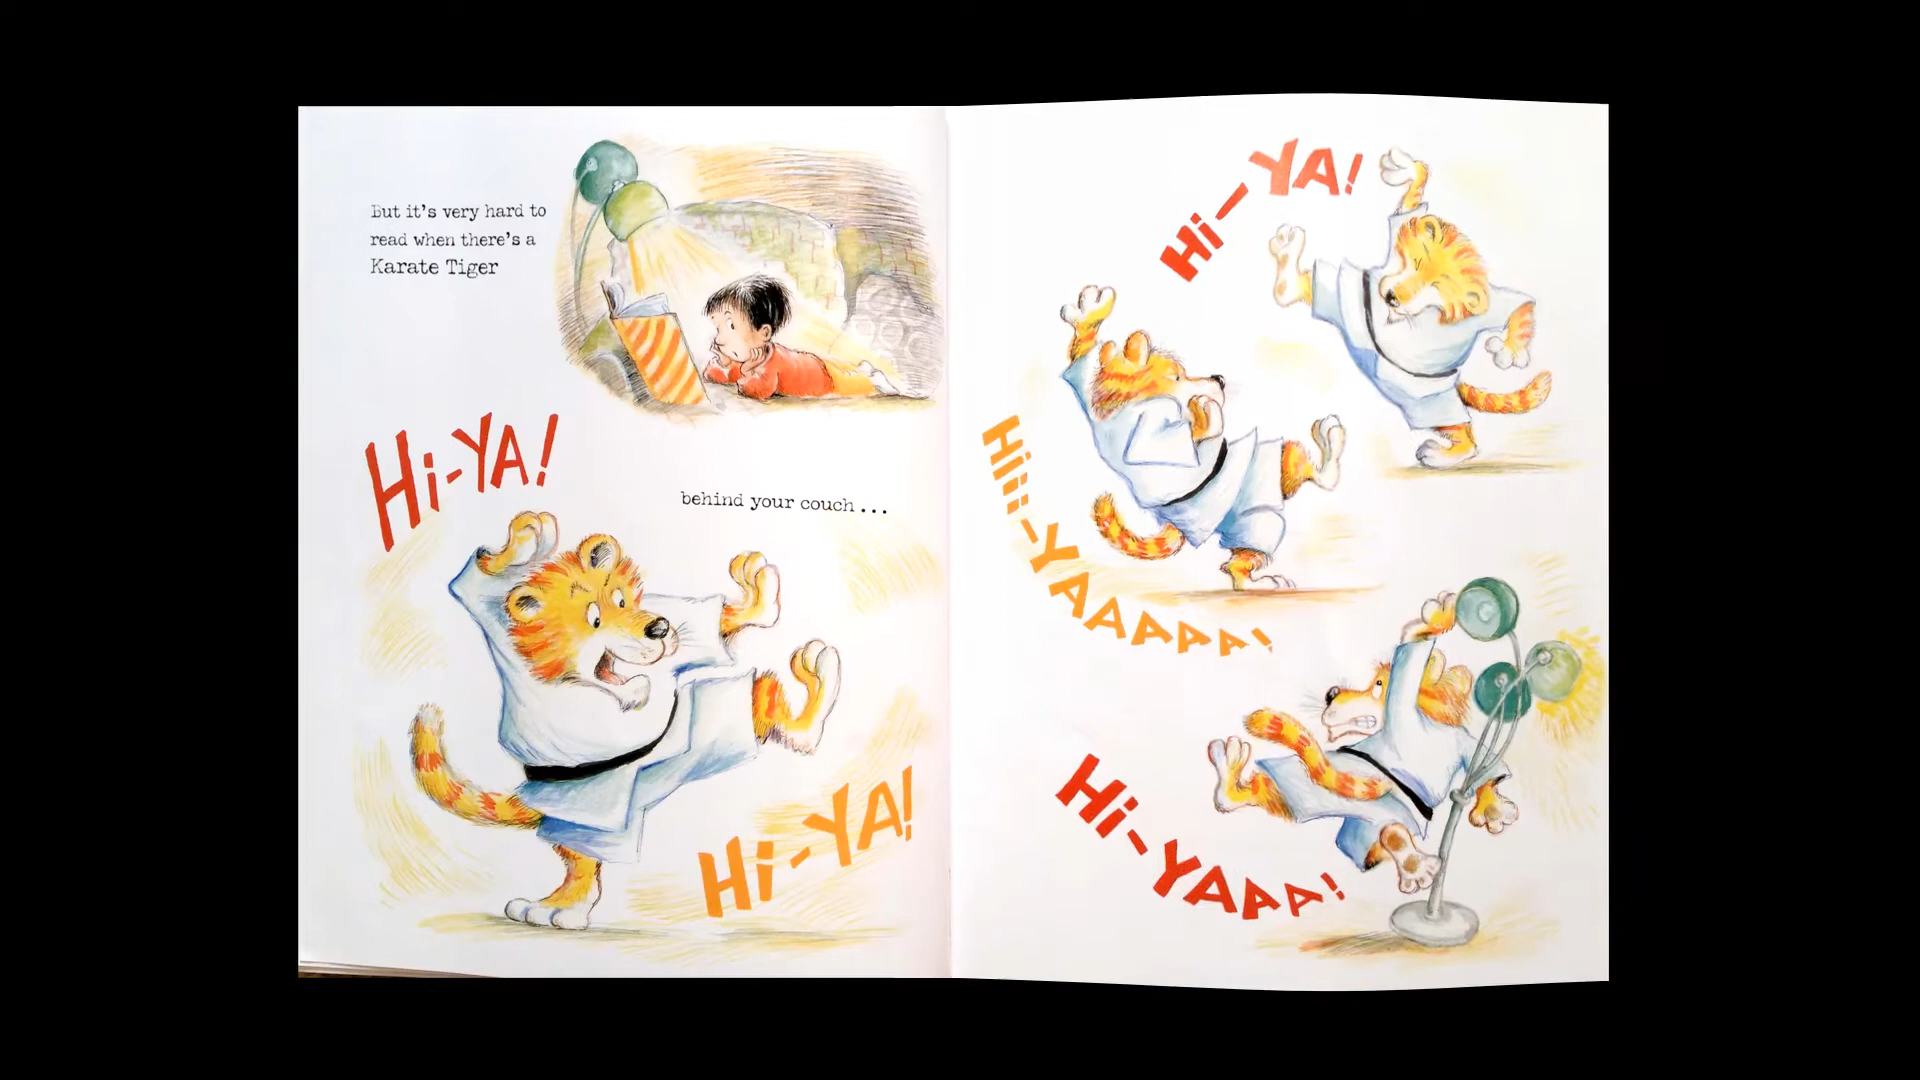 But it's very hard to
read when there's a
Karate Tiger
Hi-YA!
behind your couch...
Hi-YA!
Hi-YA!
Hiii-YAAAAAA!
Hi-YAAA!